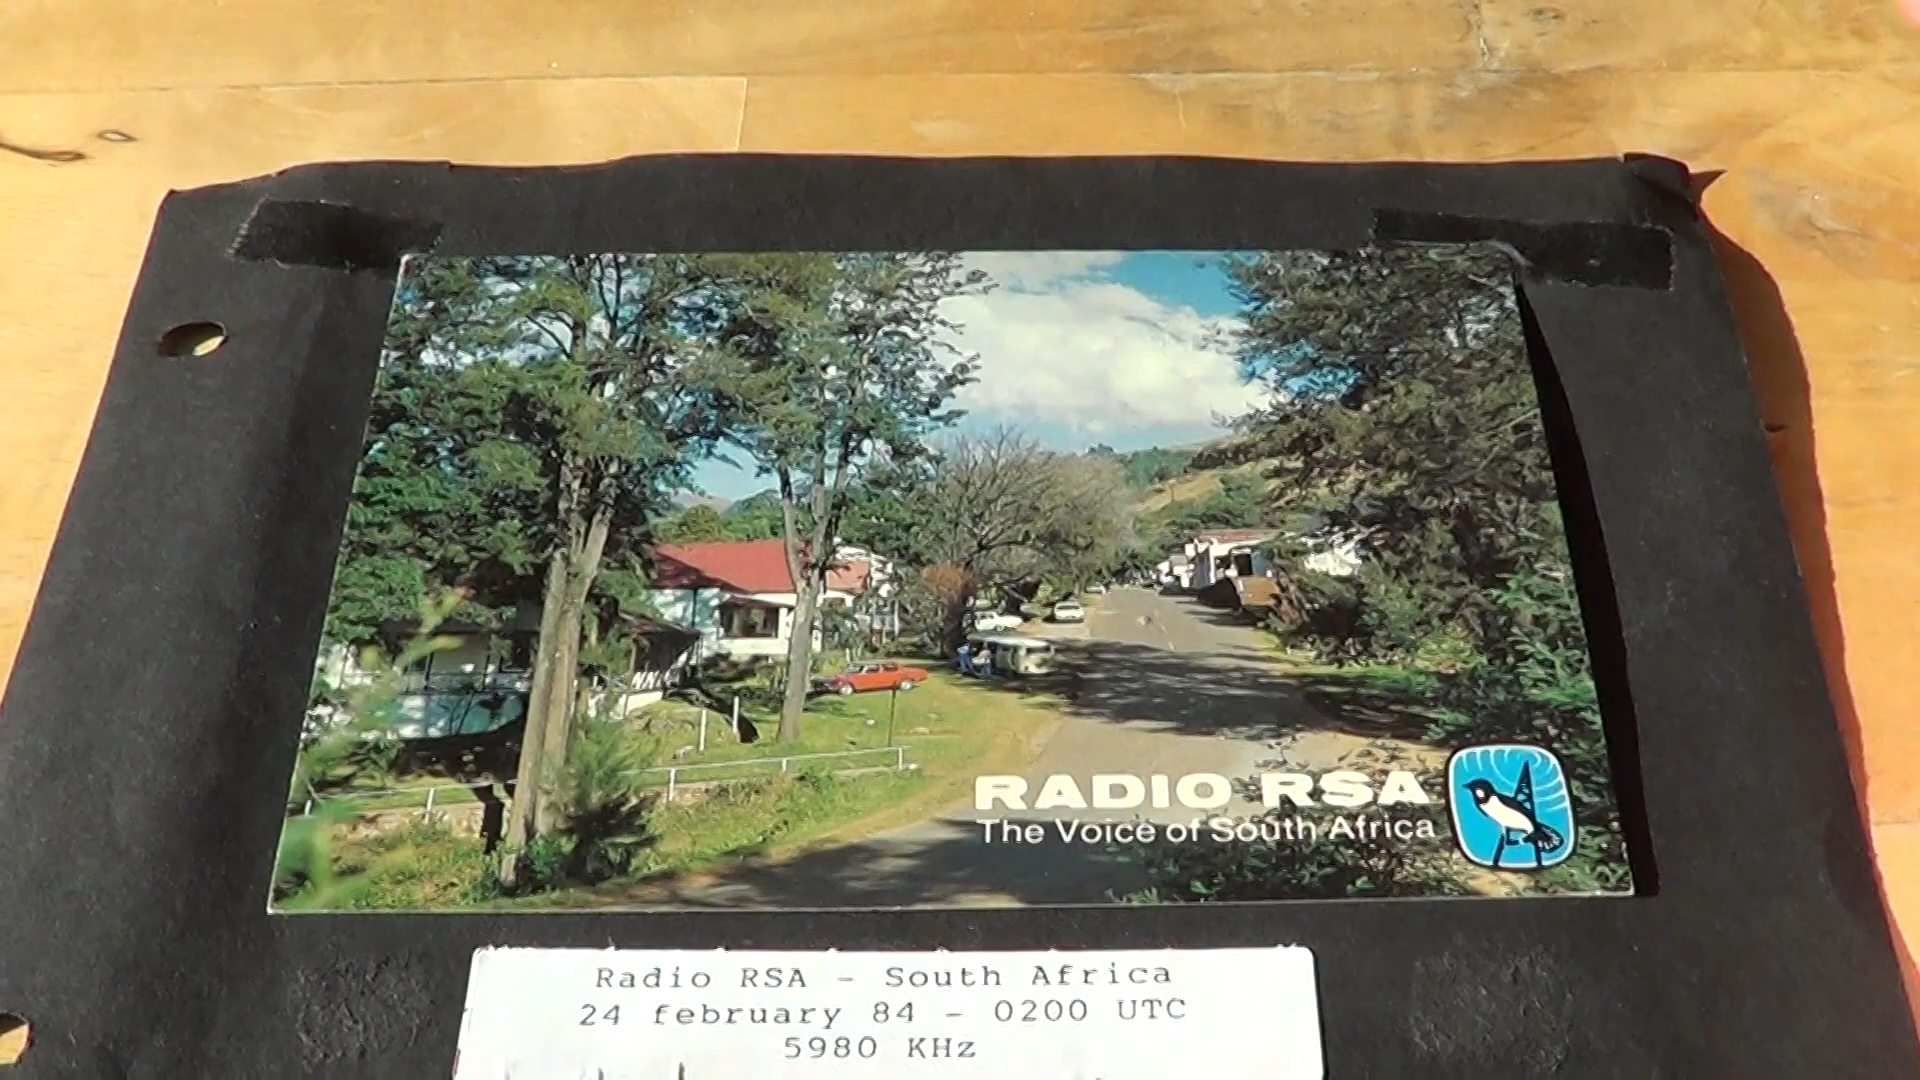 RADIO RSA
The Voice of South Africa
Radio RSA - South Africa
24 february 84 - 0200 UTC
5980 KHz